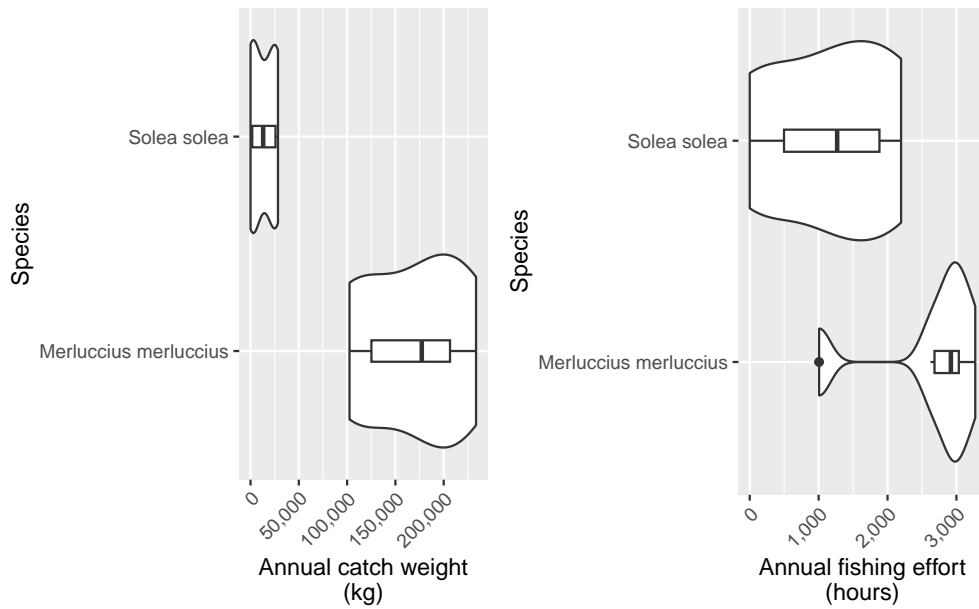 Species
Solea solea
Merluccius merluccius
0
50,000
100,000
150,000
200,000
Annual catch weight
(kg)
Species
Solea solea
Merluccius merluccius
0
1,000
2,000
3,000
Annual fishing effort
(hours)